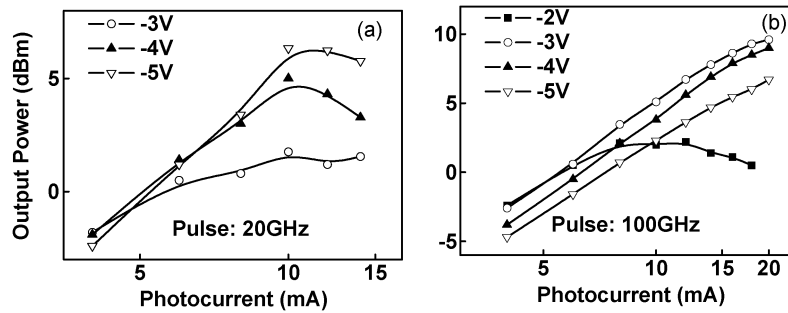 (a)
-3V
-4V
-5V
Output Power (dBm)
5
0
Pulse: 20GHz
5
10
15
Photocurrent (mA)
(b)
-2V
-3V
-4V
-5V
10
5
0
-5
Pulse: 100GHz
5
10
15
20
Photocurrent (mA)